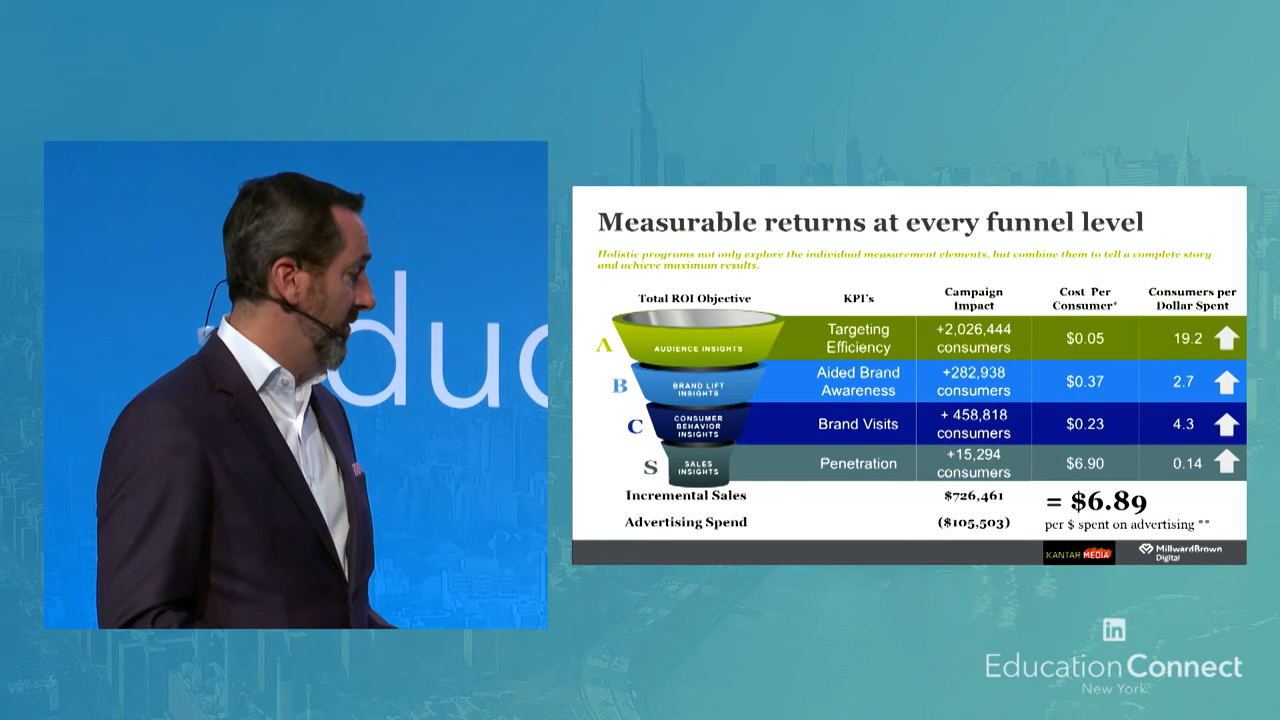 duc
Measurable returns at every funnel level
Holistic programs not only explore the individual measurement elements, but combine them to tell a complete story
and achieve maximum results.
Total ROI Objective
KPI's
Campaign
Impact
Cost Per
Consumer*
Consumers per
Dollar Spent
A
AUDIENCE INSIGHTS
Targeting
Efficiency
+2,026,444
consumers
$0.05
19.2
B
BRAND LIFT
INSIGHTS
Aided Brand
Awareness
+282,938
consumers
$0.37
2.7
C
CONSUMER
BEHAVIOR
INSIGHTS
Brand Visits
+ 458,818
consumers
$0.23
4.3
S
SALES
INSIGHTS
Penetration
+15,294
consumers
$6.90
0.14
Incremental Sales
$726,461
Advertising Spend
($105,503)
= $6.89
per $ spent on advertising **
KANTAR MEDIA
MillwardBrown
Digital
in
Education Connect
New York